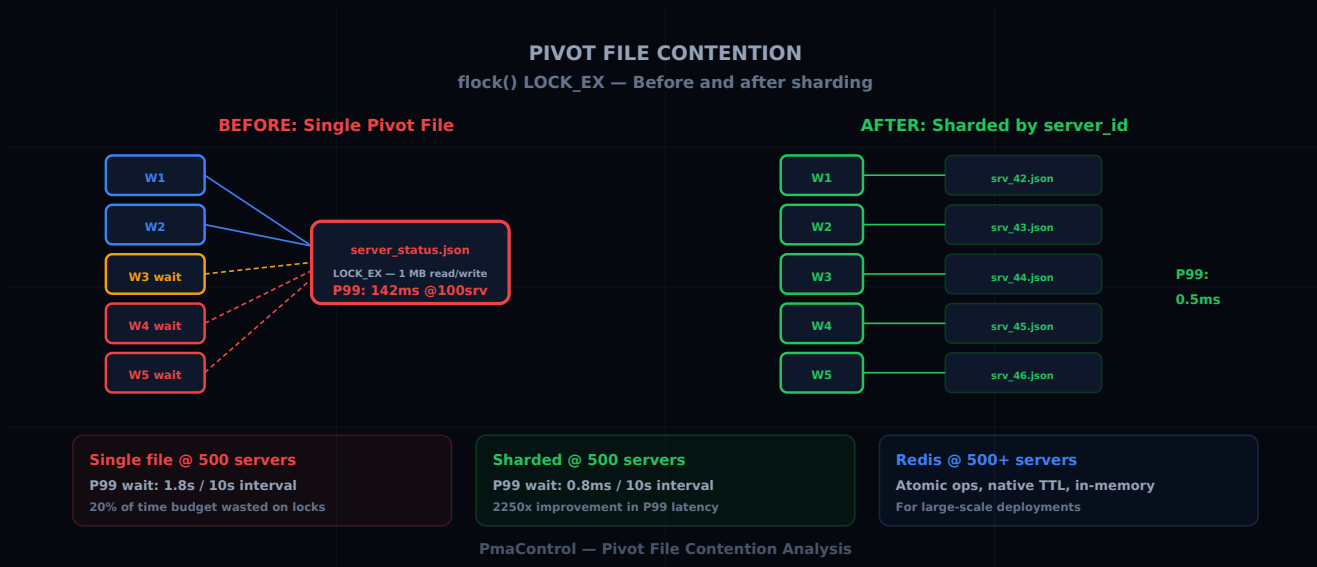 PIVOT FILE CONTENTION
flock() LOCK_EX — Before and after sharding
BEFORE: Single Pivot File
W1
W2
W3 wait
W4 wait
W5 wait
server_status.json
LOCK_EX — 1 MB read/write
P99: 142ms @100srv
AFTER: Sharded by server_id
W1
srv_42.json
W2
srv_43.json
W3
srv_44.json
W4
srv_45.json
W5
srv_46.json
P99:
0.5ms
Single file @ 500 servers
P99 wait: 1.8s / 10s interval
20% of time budget wasted on locks
Sharded @ 500 servers
P99 wait: 0.8ms / 10s interval
2250x improvement in P99 latency
Redis @ 500+ servers
Atomic ops, native TTL, in-memory
For large-scale deployments
PmaControl — Pivot File Contention Analysis